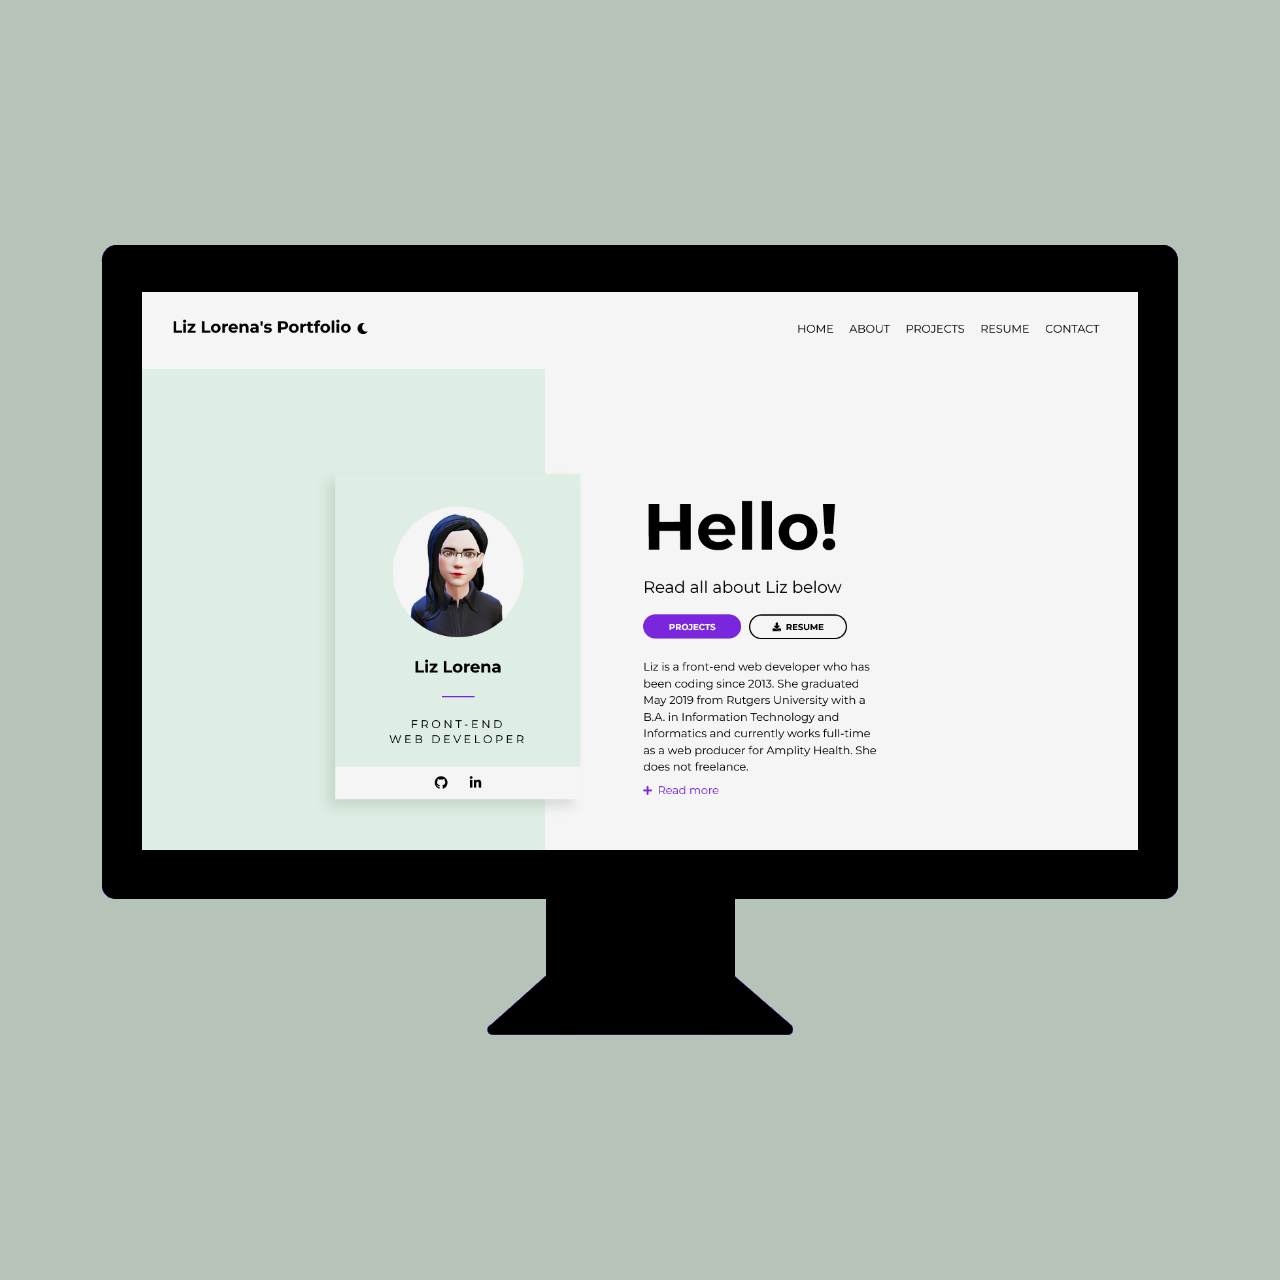 Liz Lorena's Portfolio
HOME ABOUT PROJECTS RESUME CONTACT
Liz Lorena
FRONT-END
WEB DEVELOPER
in
Hello!
Read all about Liz below
PROJECTS
RESUME
Liz is a front-end web developer who has
been coding since 2013. She graduated
May 2019 from Rutgers University with a
B.A. in Information Technology and
Informatics and currently works full-time
as a web producer for Amplity Health. She
does not freelance.
+ Read more